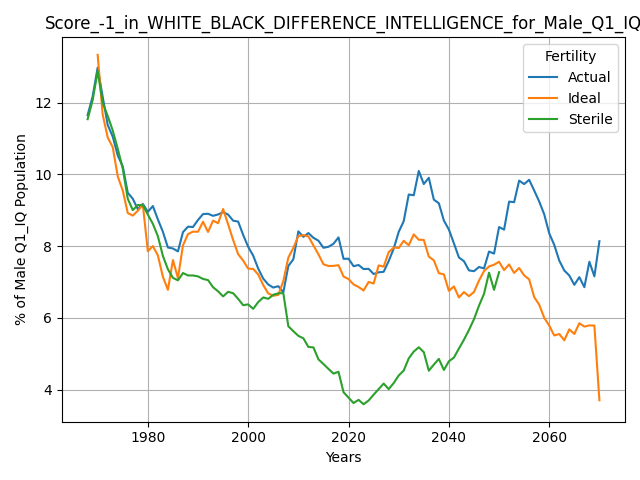 Score_-1_in_WHITE_BLACK_DIFFERENCE_INTELLIGENCE_for_Male_Q1_IQ
Fertility
Actual
Ideal
Sterile
% of Male Q1_IQ Population
12
10
8
6
4
1980
2000
2020
2040
2060
Years